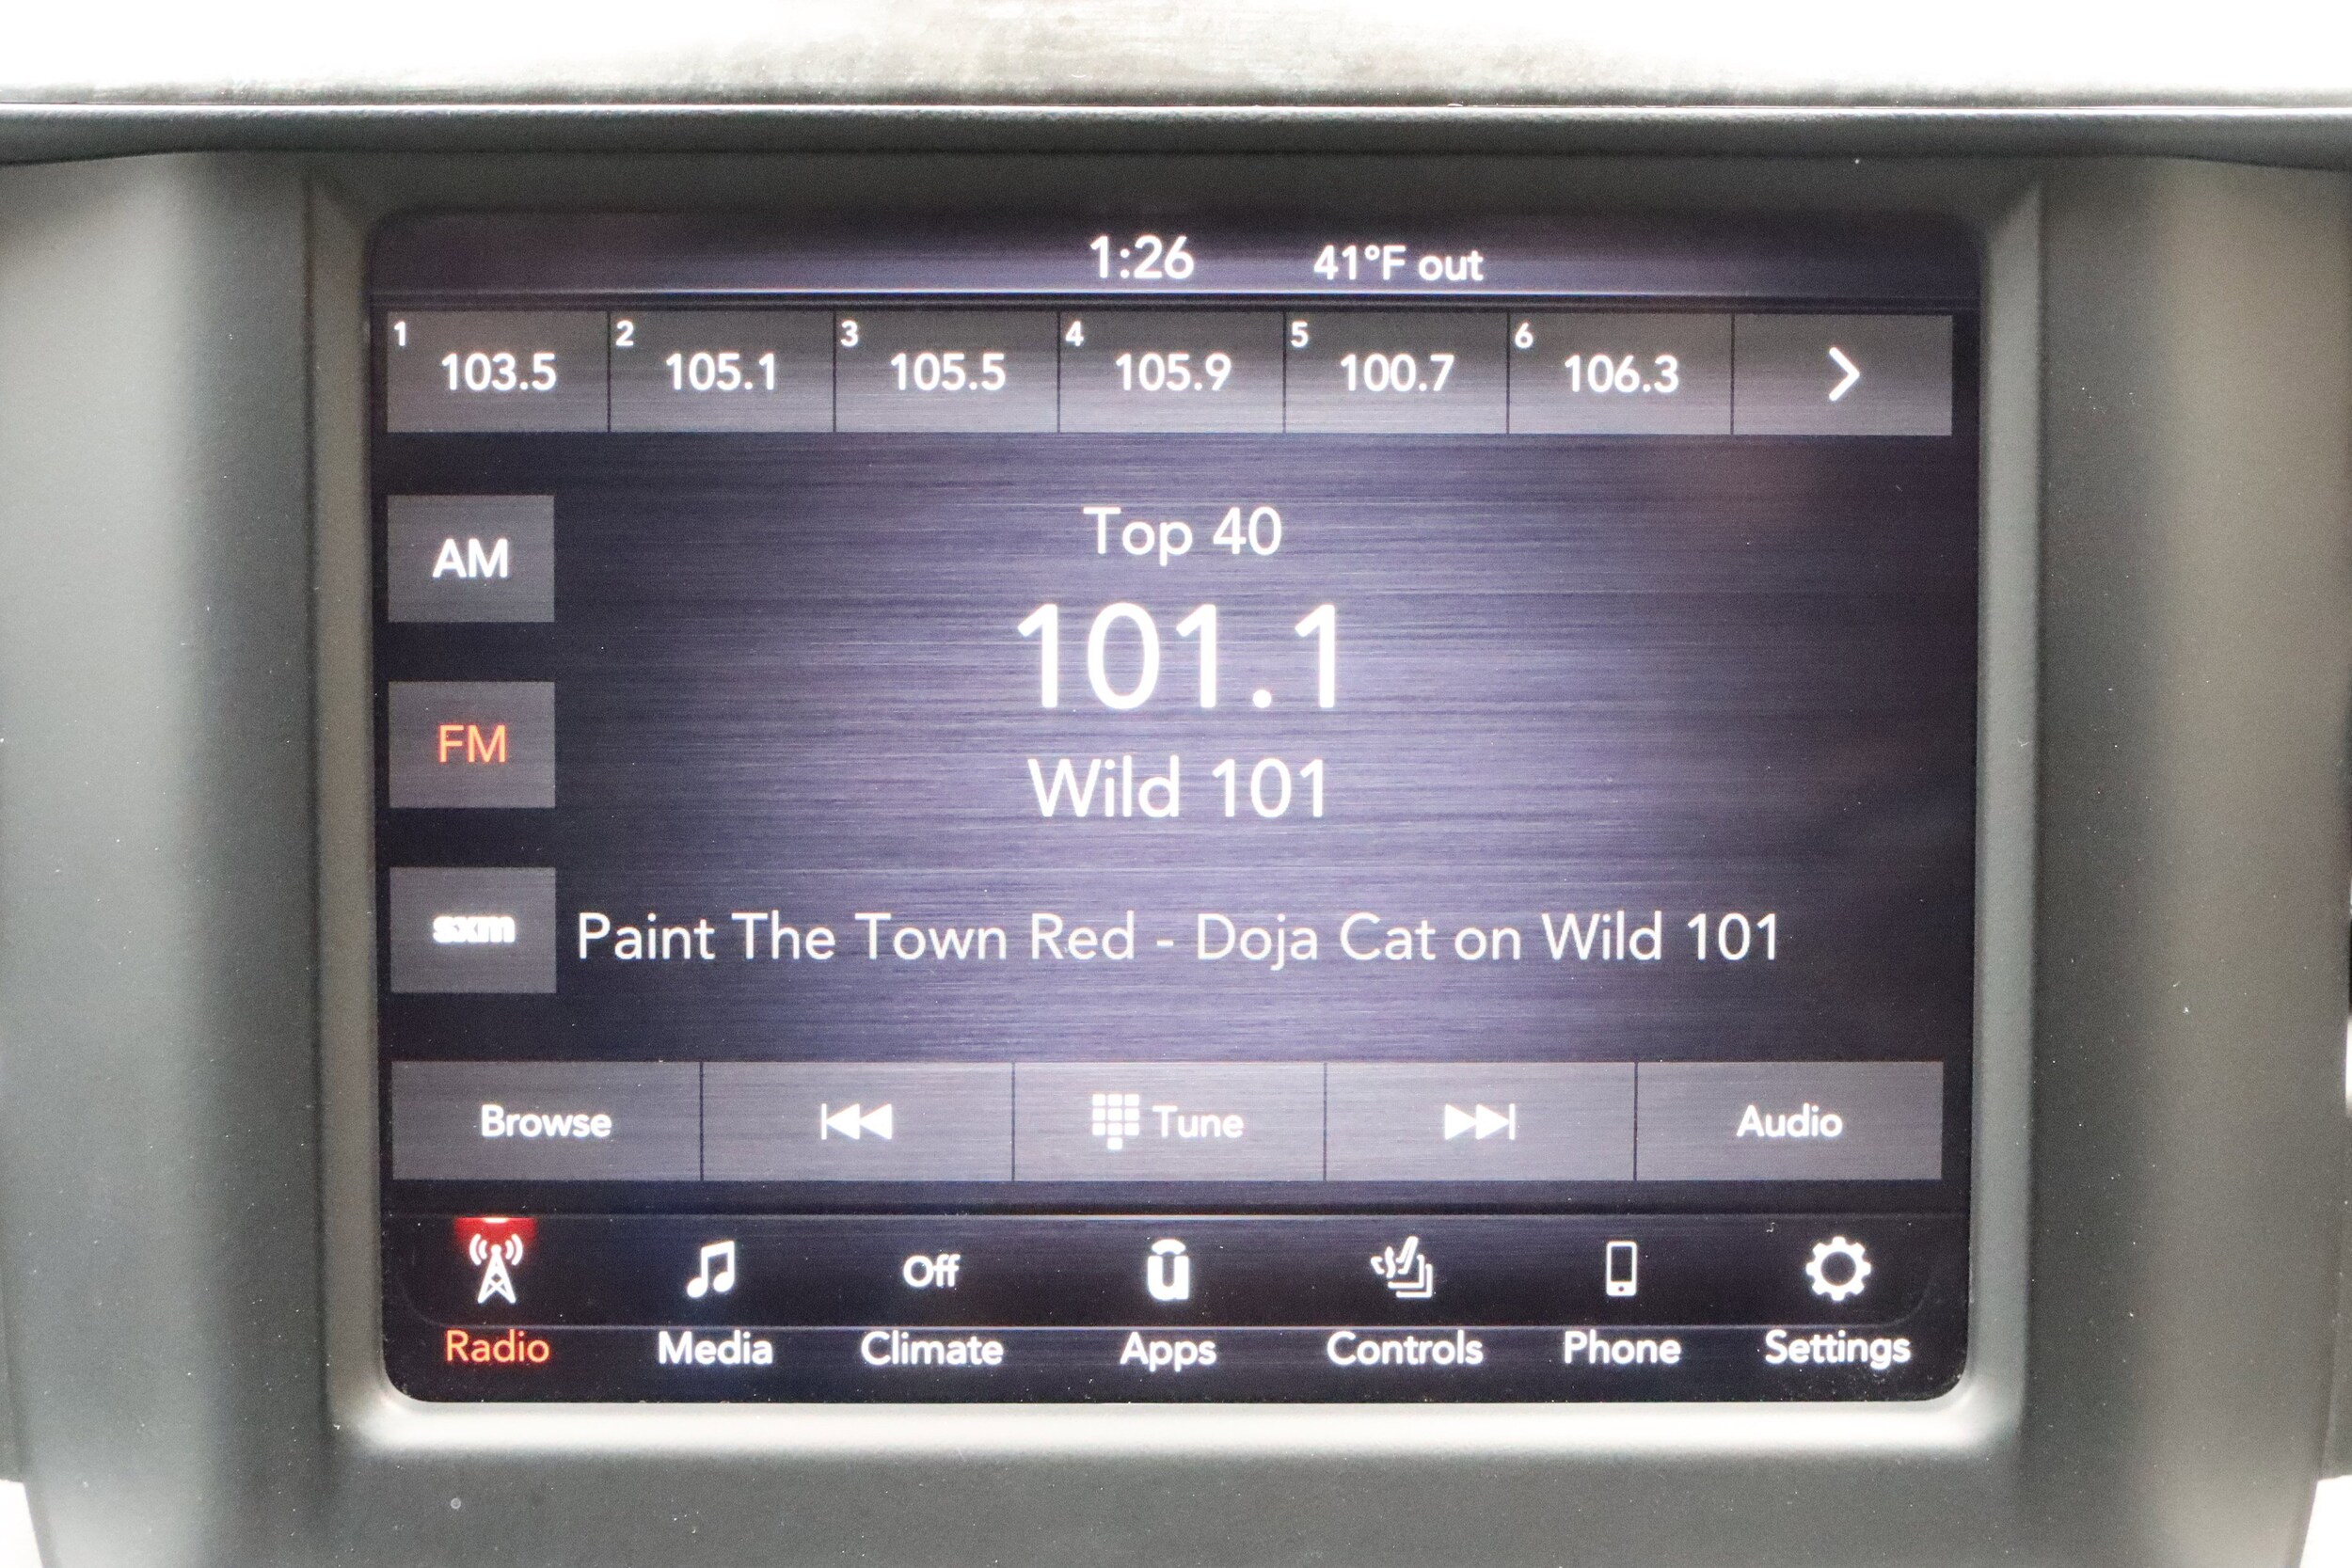 1:26 41°F out
1 103.5 2 105.1 3 105.5 4 105.9 5 100.7 6 106.3
Top 40
AM
101.1
FM
Wild 101
sxm Paint The Town Red - Doja Cat on Wild 101
Browse Tune Audio
Off u
Radio Media Climate Apps Controls Phone Settings